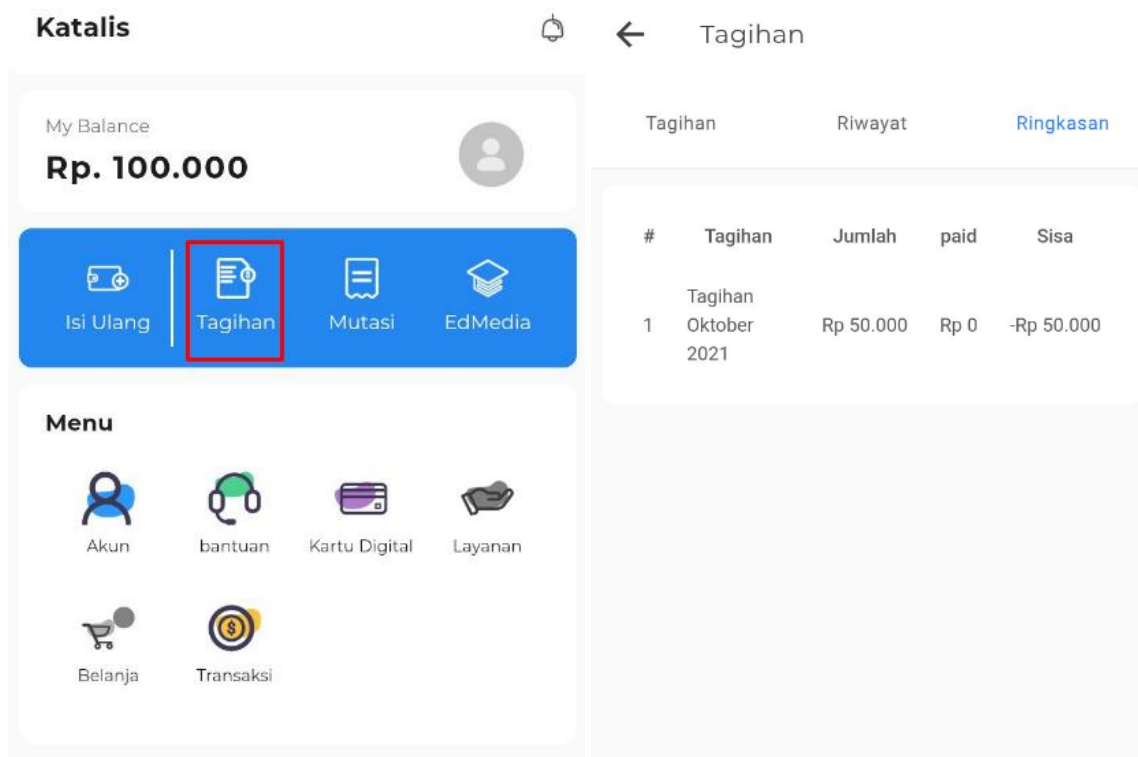 Katalis
My Balance
Rp. 100.000
Isi Ulang Tagihan Mutasi EdMedia
Menu
Akun bantuan Kartu Digital Layanan
Belanja Transaksi
Tagihan
Tagihan Riwayat Ringkasan
# Tagihan Jumlah paid Sisa
1 Tagihan Oktober 2021 Rp 50.000 Rp 0 -Rp 50.000